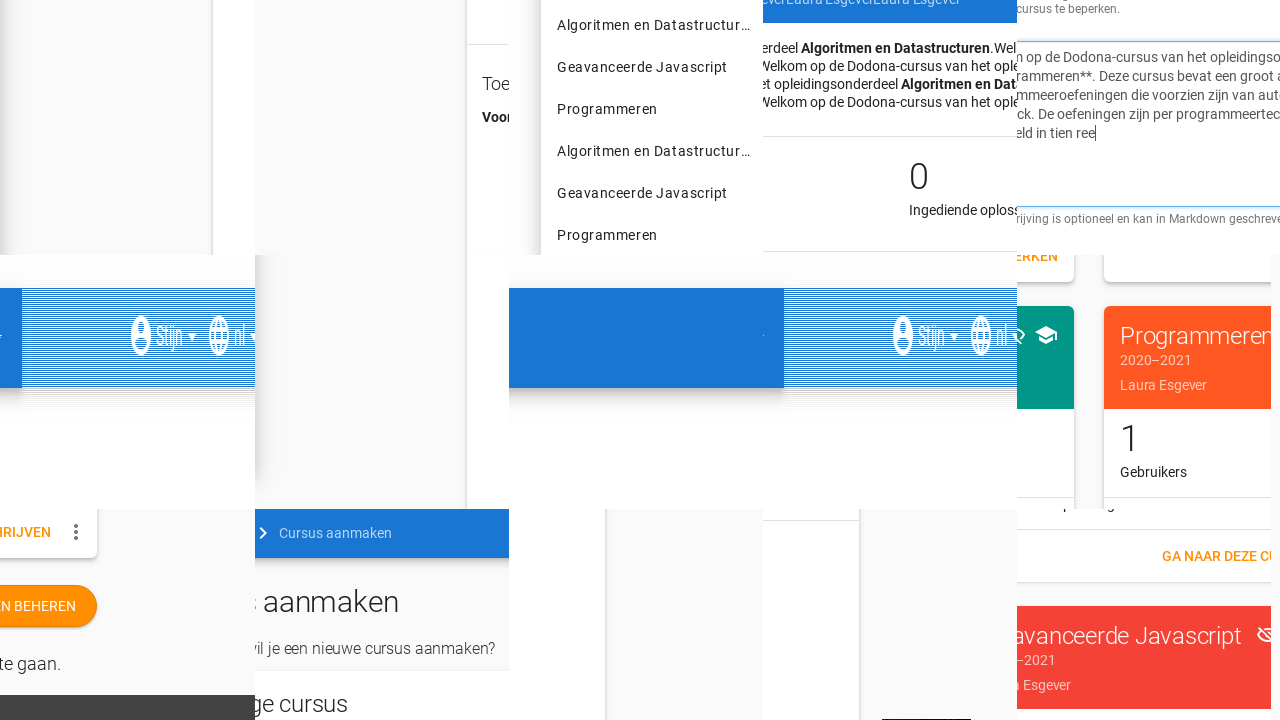 Toe
Voor
Algoritmen en Datastructur…
Geavanceerde Javascript
Programmeren
Algoritmen en Datastructur…
Geavanceerde Javascript
Programmeren
everLaura EsgeverLaura Esgever
erdeel Algoritmen en Datastructuren.Wel
Welkom op de Dodona-cursus van het ople
et opleidingsonderdeel Algoritmen en Dat
Welkom op de Dodona-cursus van het ople
0
Ingediende oploss
cursus te beperken.
m op de Dodona-cursus van het opleidingso
rammeren**. Deze cursus bevat een groot a
mmeeroefeningen die voorzien zijn van aut
ck. De oefeningen zijn per programmeertec
eld in tien ree
rijving is optioneel en kan in Markdown geschreve
Stijn nl
Stijn nl
ERKEN
Programmeren
2020–2021
Laura Esgever
1
Gebruikers
HRIJVEN
EN BEHEREN
te gaan.
Cursus aanmaken
s aanmaken
wil je een nieuwe cursus aanmaken?
ge cursus
GA NAAR DEZE CU
avanceerde Javascript
–2021
a Esgever